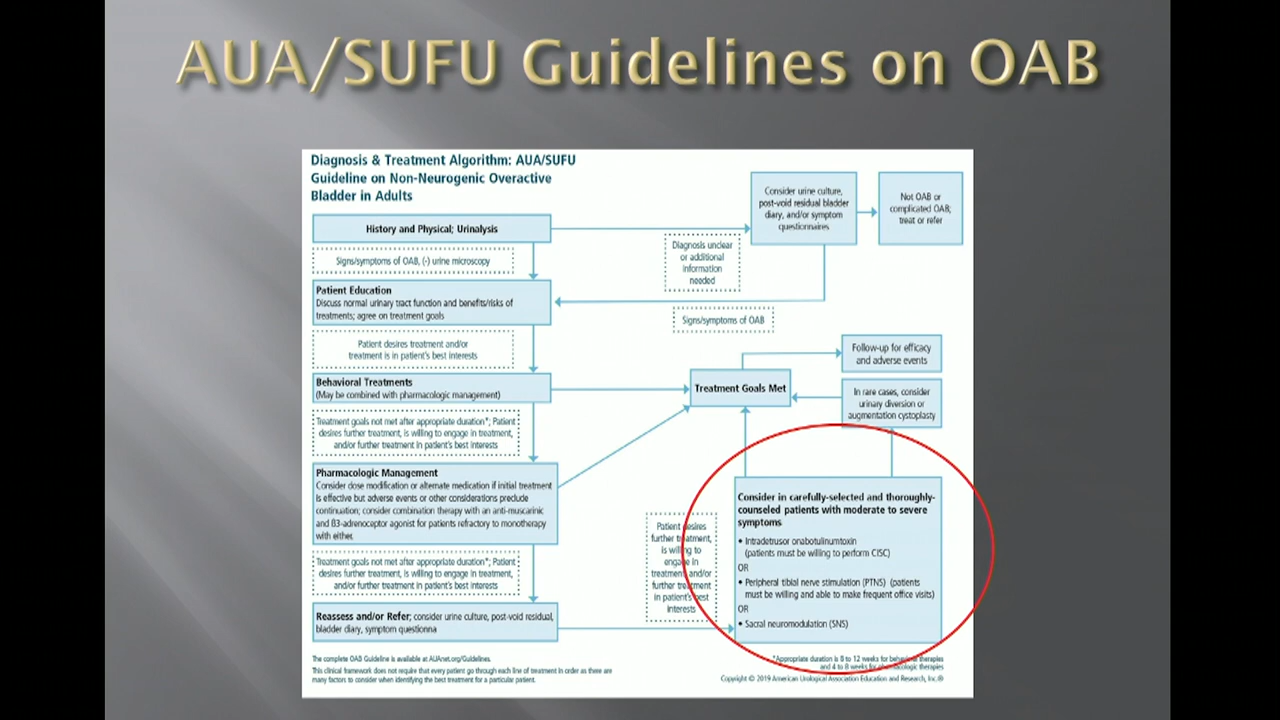 AUA/SUFU Guidelines on OAB
Diagnosis & Treatment Algorithm: AUA/SUFU
Guideline on Non-Neurogenic Overactive
Bladder in Adults
History and Physical; Urinalysis
Signs/symptoms of OAB, (-) urine microscopy
Consider urine culture,
post-void residual bladder
diary, and/or symptom
questionnaires
Not OAB or
complicated OAB;
treat or refer
Diagnosis unclear
or additional
information
needed
Patient Education
Discuss normal urinary tract function and benefits/risks of
treatments; agree on treatment goals
Signs/symptoms of OAB
Patient desires treatment and/or
treatment is in patient's best interests
Behavioral Treatments
(May be combined with pharmacologic management)
Treatment Goals Met
Follow-up for efficacy
and adverse events
In rare cases, consider
urinary diversion or
augmentation cystoplasty
Treatment goals not met after appropriate duration*; Patient
desires further treatment, is willing to engage in treatment,
and/or further treatment in patient's best interests
Pharmacologic Management
Consider dose modification or alternate medication if initial treatment
is effective but adverse events or other considerations preclude
continuation; consider combination therapy with an anti-muscarinic
and ß3-adrenoceptor agonist for patients refractory to monotherapy
with either.
Treatment goals not met after appropriate duration*; Patient
desires further treatment, is willing to engage in treatment,
and/or further treatment in patient's best interests
Reassess and/or Refer; consider urine culture, post-void residual,
bladder diary, symptom questionna
Patient desires
further treatment,
is willing to
engage in
treatment and/or
further treatment
in patient's best
interests
Consider in carefully-selected and thoroughly-
counseled patients with moderate to severe
symptoms
• Intradetrusor onabotulinumtoxin
(patients must be willing to perform CISC)
OR
• Peripheral tibial nerve stimulation (PTNS) (patients
must be willing and able to make frequent office visits)
OR
• Sacral neuromodulation (SNS)
The complete OAB Guideline is available at AUAnet.org/Guidelines.
This clinical framework does not require that every patient go through each line of treatment in order as there are
many factors to consider when identifying the best treatment for a particular patient.
*Appropriate duration is 8 to 12 weeks for behavioral therapies
and 4 to 8 weeks for pharmacologic therapies
Copyright © 2019 American Urological Association Education and Research, Inc.®